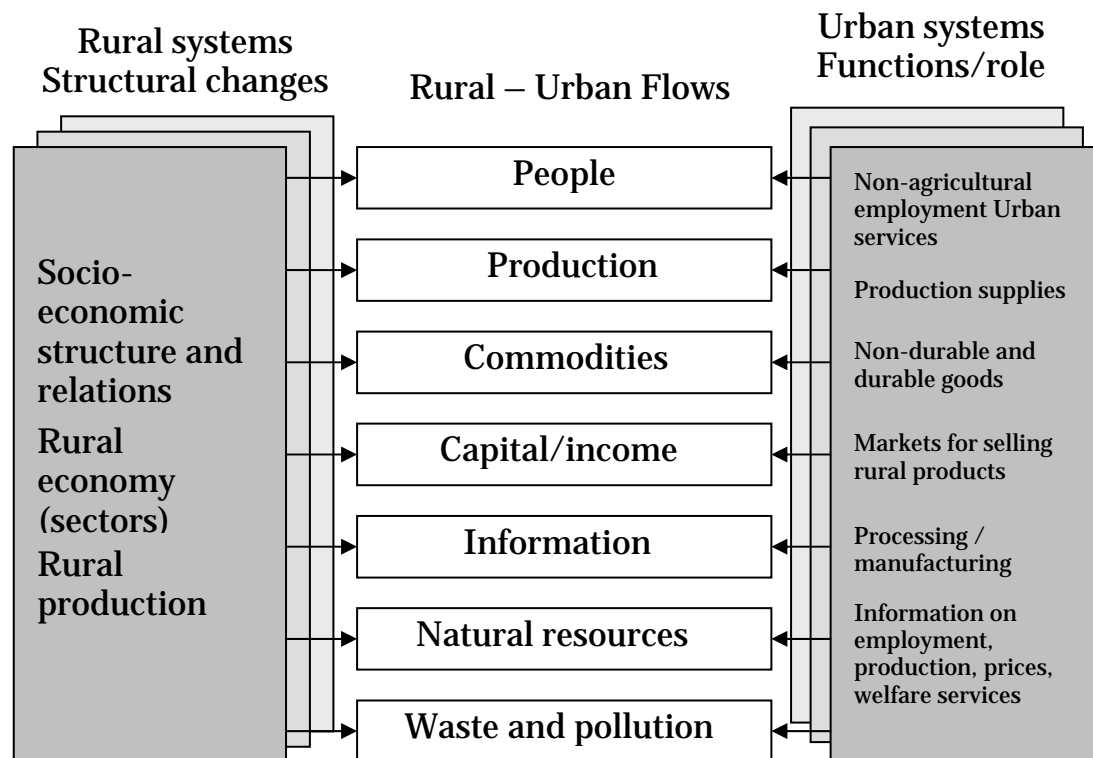 Rural systems
Structural changes
Rural – Urban Flows
Urban systems
Functions/role
Socio-
economic
structure and
relations
Rural
economy
(sectors)
Rural
production
People
Production
Commodities
Capital/income
Information
Natural resources
Waste and pollution
Non-agricultural
employment Urban
services
Production supplies
Non-durable and
durable goods
Markets for selling
rural products
Processing /
manufacturing
Information on
employment,
production, prices,
welfare services